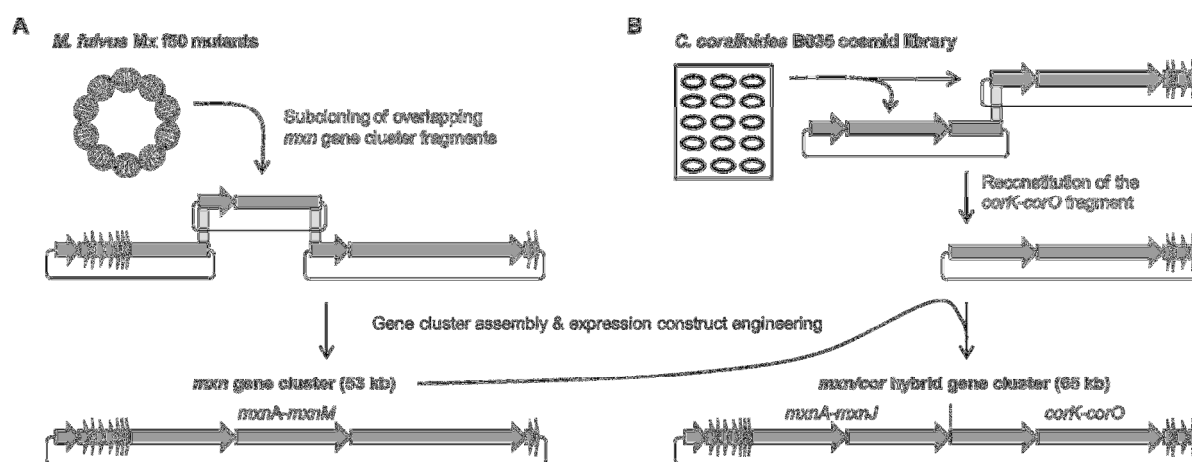 A
M. fulvus Mx f50 mutants
Subcloning of overlapping
mxn gene cluster fragments
B
C. coralloides B035 cosmid library
Reconstitution of the
corK-corO fragment
Gene cluster assembly & expression construct engineering
mxn gene cluster (53 kb)
mxnA-mxnM
mxn/cor hybrid gene cluster (65 kb)
mxnA-mxnJ
corK-corO